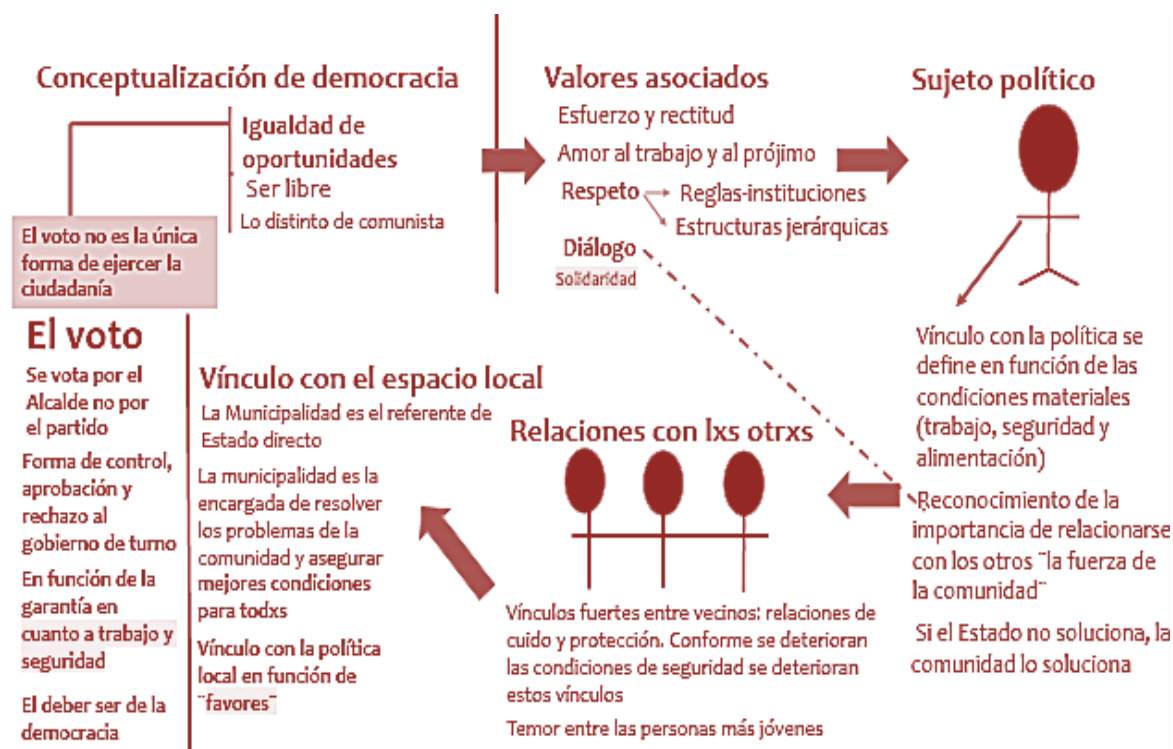 Conceptualización de democracia
Igualdad de
oportunidades
Ser libre
Lo distinto de comunista
El voto no es la única
forma de ejercer la
ciudadanía
Valores asociados
Esfuerzo y rectitud
Amor al trabajo y al prójimo
Respeto
Reglas-instituciones
Estructuras jerárquicas
Diálogo
Solidaridad
Sujeto político
Vínculo con la política se
define en función de las
condiciones materiales
(trabajo, seguridad y
alimentación)
Reconocimiento de la
importancia de relacionarse
con los otros ¨la fuerza de
la comunidad¨
Si el Estado no soluciona, la
comunidad lo soluciona
Relaciones con lxs otrxs
Vínculos fuertes entre vecinos: relaciones de
cuido y protección. Conforme se deterioran
las condiciones de seguridad se deterioran
estos vínculos
Temor entre las personas más jóvenes
Vínculo con el espacio local
La Municipalidad es el referente de
Estado directo
La municipalidad es la
encargada de resolver
los problemas de la
comunidad y asegurar
mejores condiciones
para todxs
Vínculo con la política
local en función de
¨favores¨
El voto
Se vota por el
Alcalde no por
el partido
Forma de control,
aprobación y
rechazo al
gobierno de turno
En función de la
garantía en
cuanto a trabajo y
seguridad
El deber ser de la
democracia